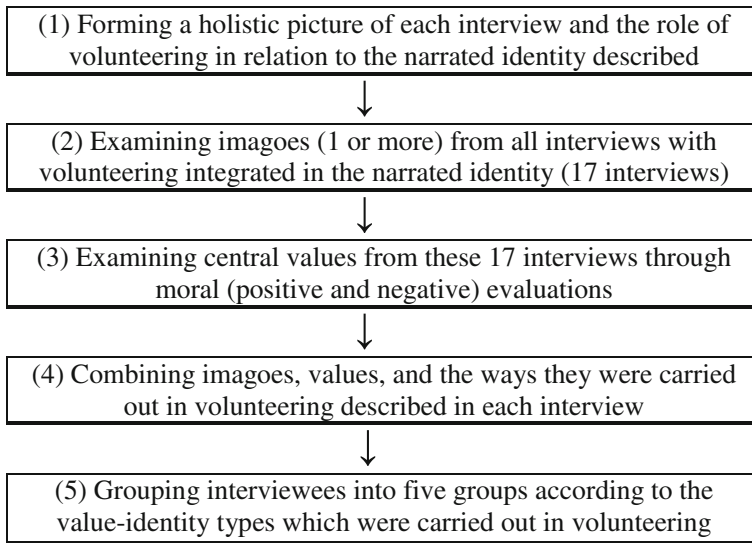 (1) Forming a holistic picture of each interview and the role of
volunteering in relation to the narrated identity described
(2) Examining imagoes (1 or more) from all interviews with
volunteering integrated in the narrated identity (17 interviews)
(3) Examining central values from these 17 interviews through
moral (positive and negative) evaluations
(4) Combining imagoes, values, and the ways they were carried
out in volunteering described in each interview
(5) Grouping interviewees into five groups according to the
value-identity types which were carried out in volunteering